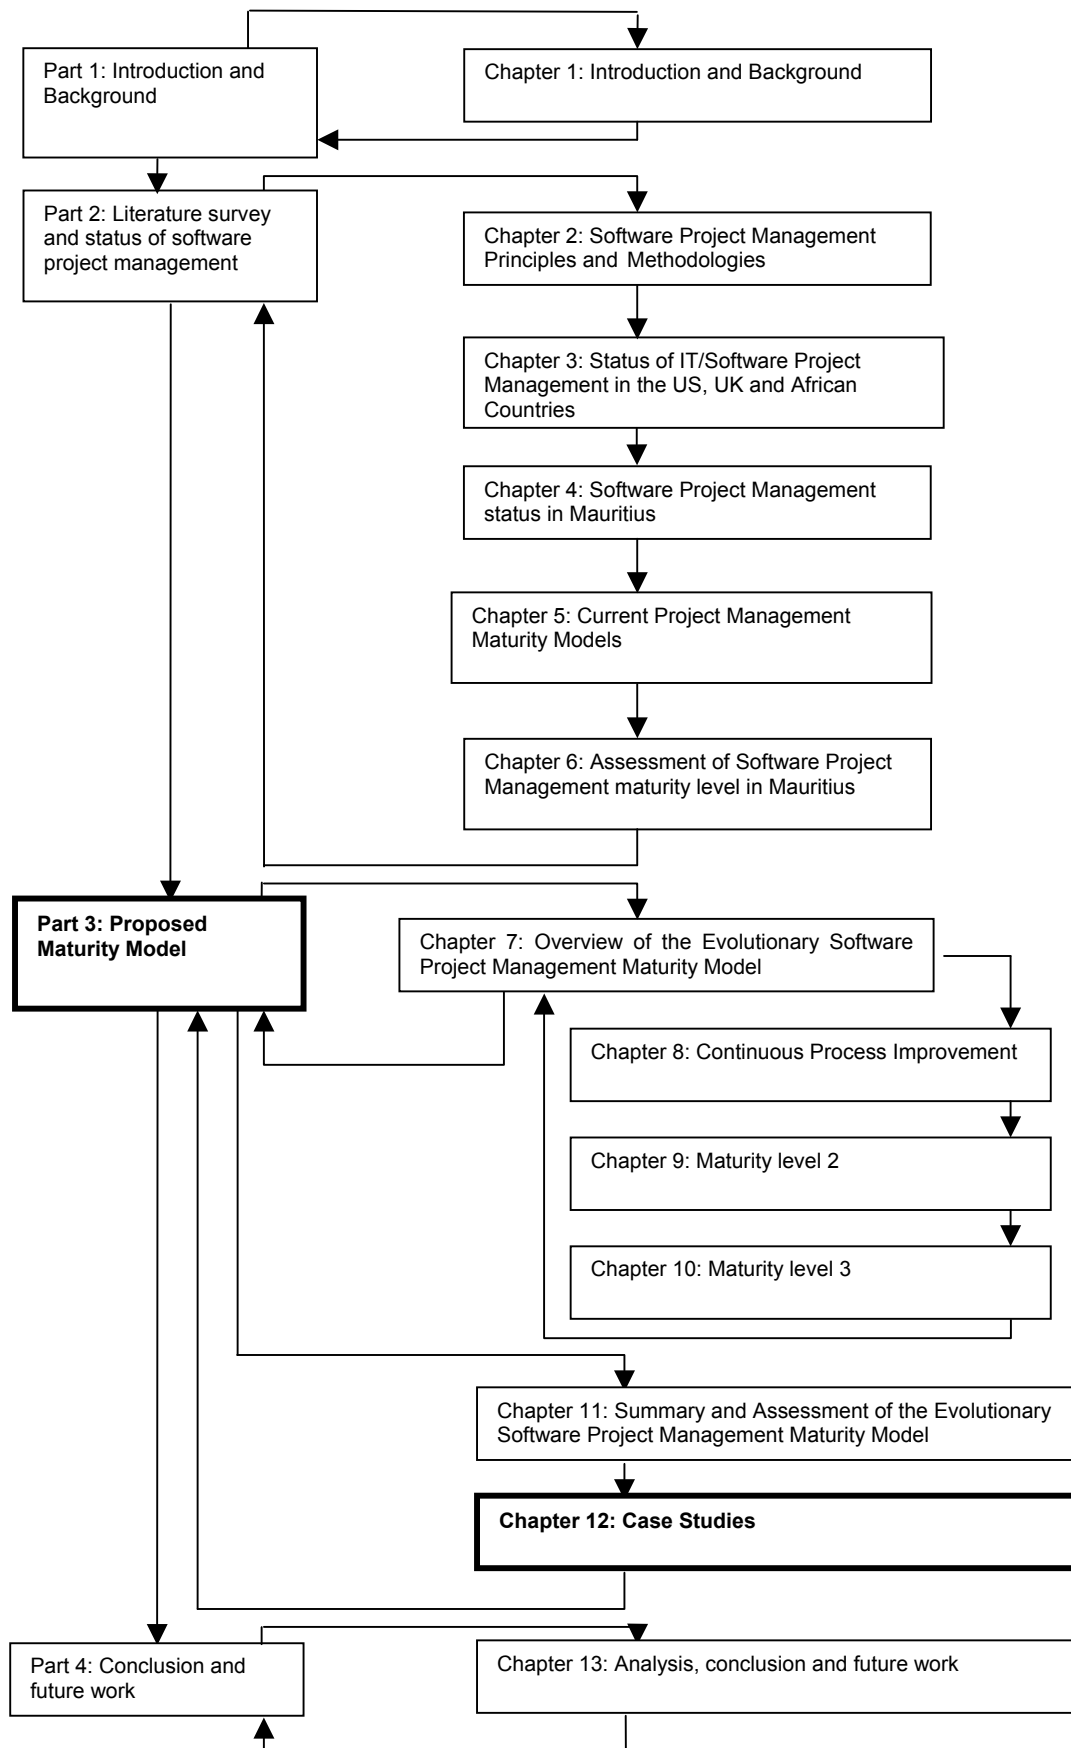 Part 1: Introduction and
Background
Chapter 1: Introduction and Background
Part 2: Literature survey
and status of software
project management
Chapter 2: Software Project Management
Principles and Methodologies
Chapter 3: Status of IT/Software Project
Management in the US, UK and African
Countries
Chapter 4: Software Project Management
status in Mauritius
Chapter 5: Current Project Management
Maturity Models
Chapter 6: Assessment of Software Project
Management maturity level in Mauritius
Part 3: Proposed
Maturity Model
Chapter 7: Overview of the Evolutionary Software
Project Management Maturity Model
Chapter 8: Continuous Process Improvement
Chapter 9: Maturity level 2
Chapter 10: Maturity level 3
Chapter 11: Summary and Assessment of the Evolutionary
Software Project Management Maturity Model
Chapter 12: Case Studies
Part 4: Conclusion and
future work
Chapter 13: Analysis, conclusion and future work